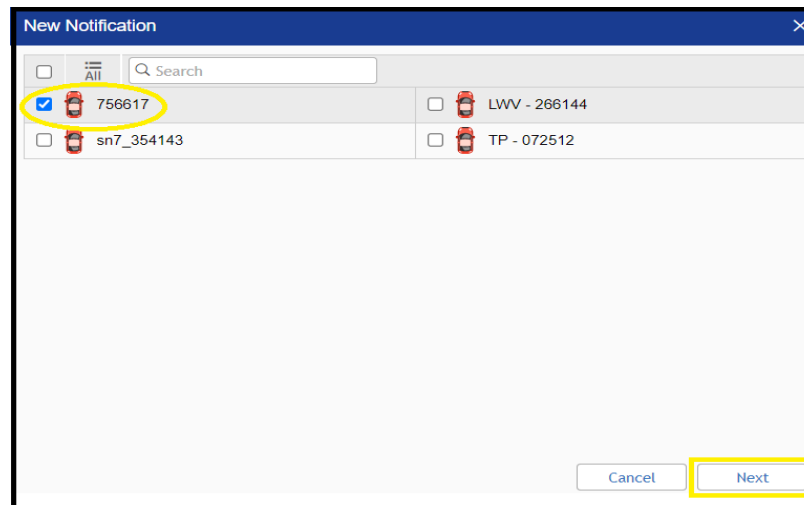 New Notification
All Search
756617 LWV - 266144
sn7_354143 TP - 072512
Cancel Next